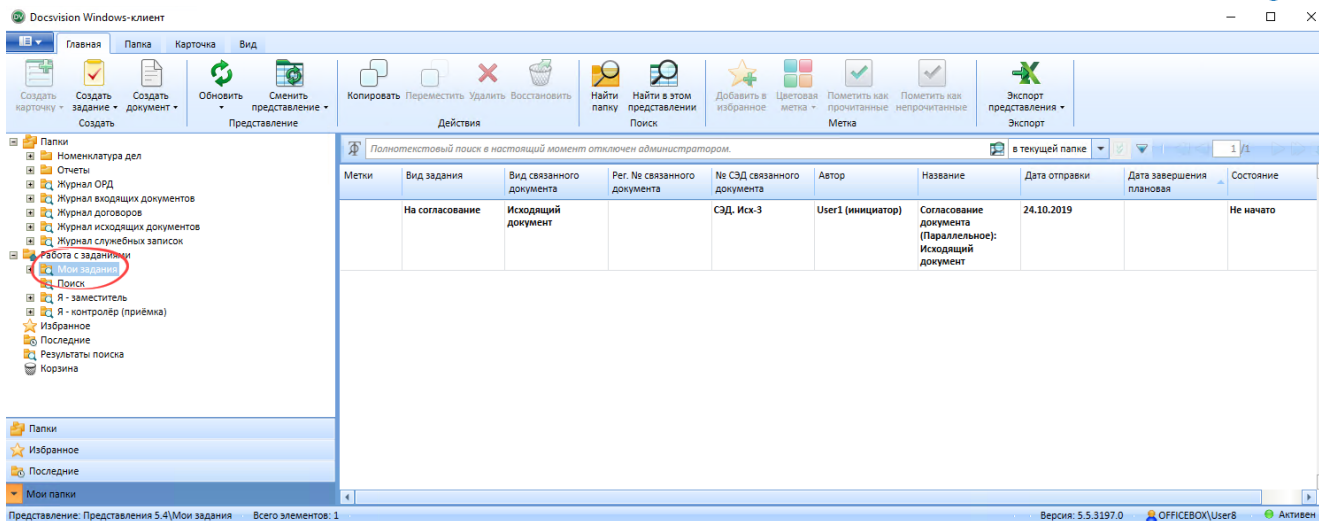 Docsvision Windows-клиент
Главная Папка Карточка Вид
Создать карточку Создать задание Создать документ Обновить Сменить представление Копировать Переместить Удалить Восстановить Найти папку Найти в этом представлении Добавить в избранное Цветовая метка Пометить как прочитанные Пометить как непрочитанные Экспорт представления
Создать Представление Действия Поиск Метка Экспорт
Папки
Номенклатура дел
Отчеты
Журнал ОРД
Журнал входящих документов
Журнал договоров
Журнал исходящих документов
Журнал служебных записок
Работа с заданиями
Мои задания
Поиск
Я - заместитель
Я - контролёр (приёмка)
Избранное
Последние
Результаты поиска
Корзина
Папки
Избранное
Последние
Мои папки
Полнотекстовый поиск в настоящий момент отключен администратором. в текущей папке 1 /1
Метки Вид задания Вид связанного документа Рег. № связанного документа № СЭД связанного документа Автор Название Дата отправки Дата завершения плановая Состояние
На согласование Исходящий документ СЭД. Исх-3 User1 (инициатор) Согласование документа (Параллельное): Исходящий документ 24.10.2019 Не начато
Представление: Представления 5.4\Мои задания Всего элементов: 1 Версия: 5.5.3197.0 OFFICEBOX\User8 Активен